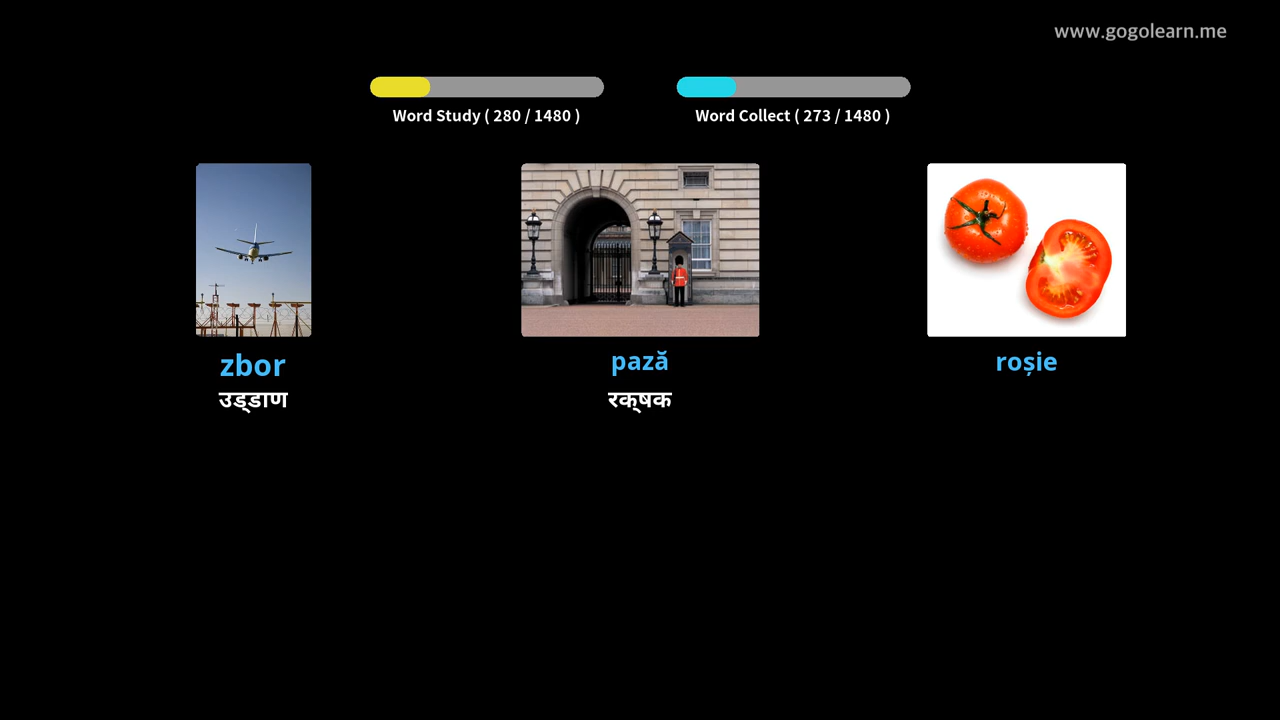 www.gogolearn.me
Word Study ( 280 / 1480 )
Word Collect ( 273 / 1480 )
zbor
pază
roșie
उड्डाण
रक्षक